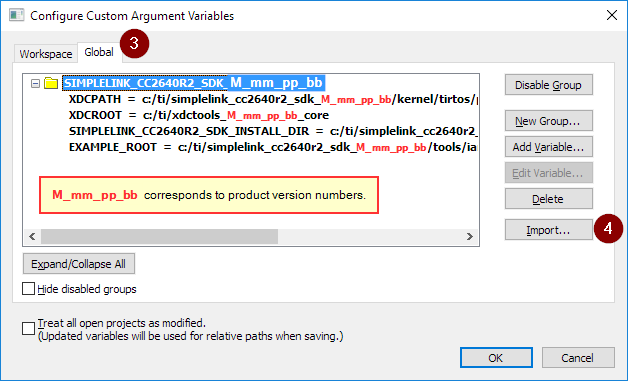 Configure Custom Argument Variables
3
Workspace
Global
SIMPLELINK_CC2640R2_SDK_M_mm_pp_bb
XDCPATH = c:/ti/simplelink_cc2640r2_sdk_M_mm_pp_bb/kernel/tirtos/
XDCROOT = c:/ti/xdctools_M_mm_pp_bb_core
SIMPLELINK_CC2640R2_SDK_INSTALL_DIR = c:/ti/simplelink_cc2640r2_
EXAMPLE_ROOT = c:/ti/simplelink_cc2640r2_sdk_M_mm_pp_bb/tools/ia
M_mm_pp_bb corresponds to product version numbers.
Disable Group
New Group...
Add Variable...
Edit Variable...
Delete
Import...
4
Expand/Collapse All
Hide disabled groups
Treat all open projects as modified.
(Updated variables will be used for relative paths when saving.)
OK
Cancel